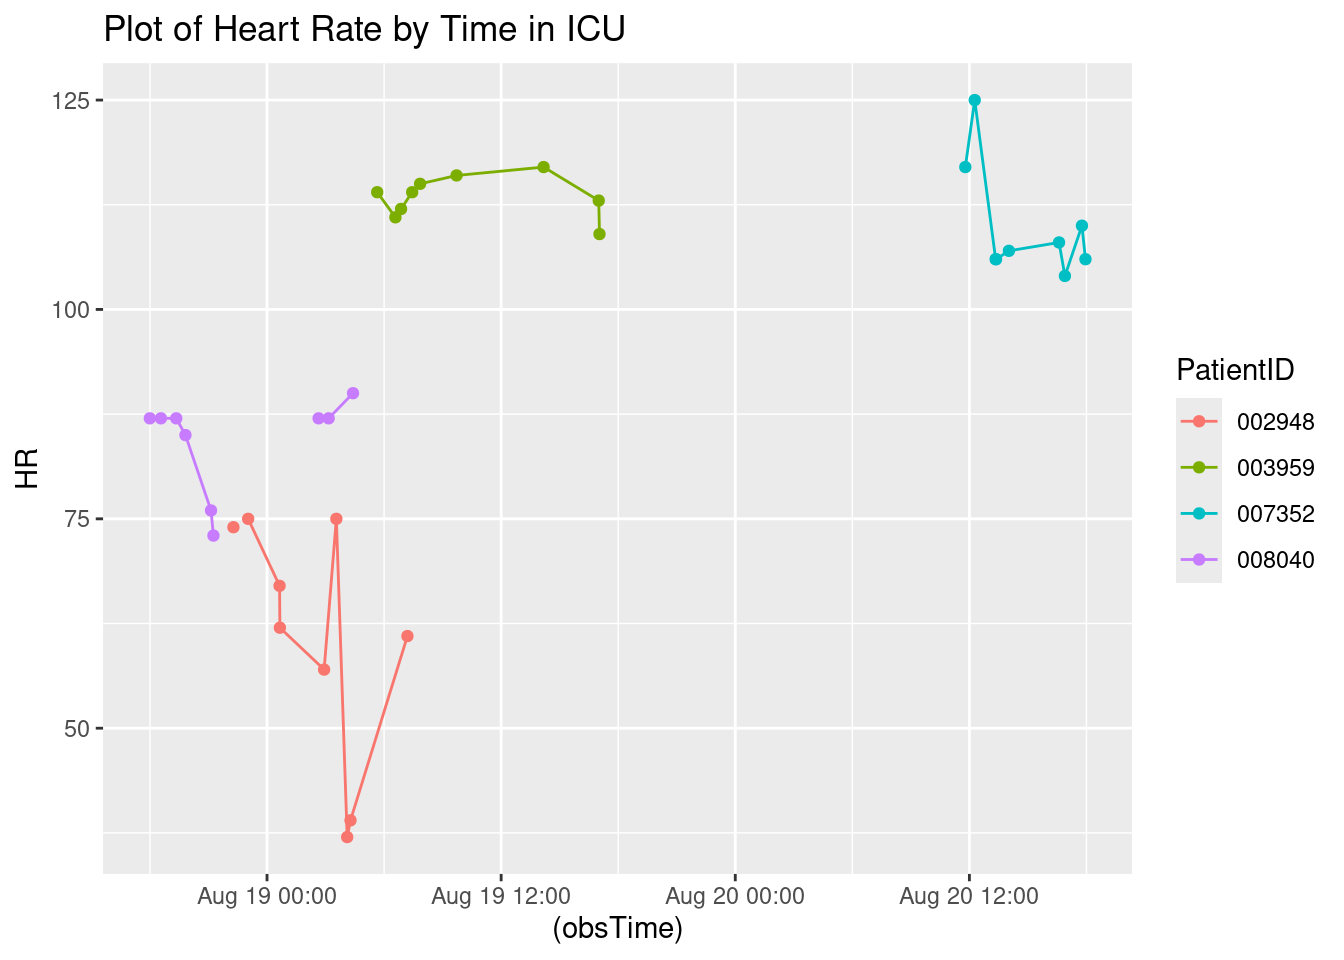 Plot of Heart Rate by Time in ICU
125
100
75
50
HR
Aug 19 00:00 Aug 19 12:00 Aug 20 00:00 Aug 20 12:00
(obsTime)
PatientID
002948
003959
007352
008040